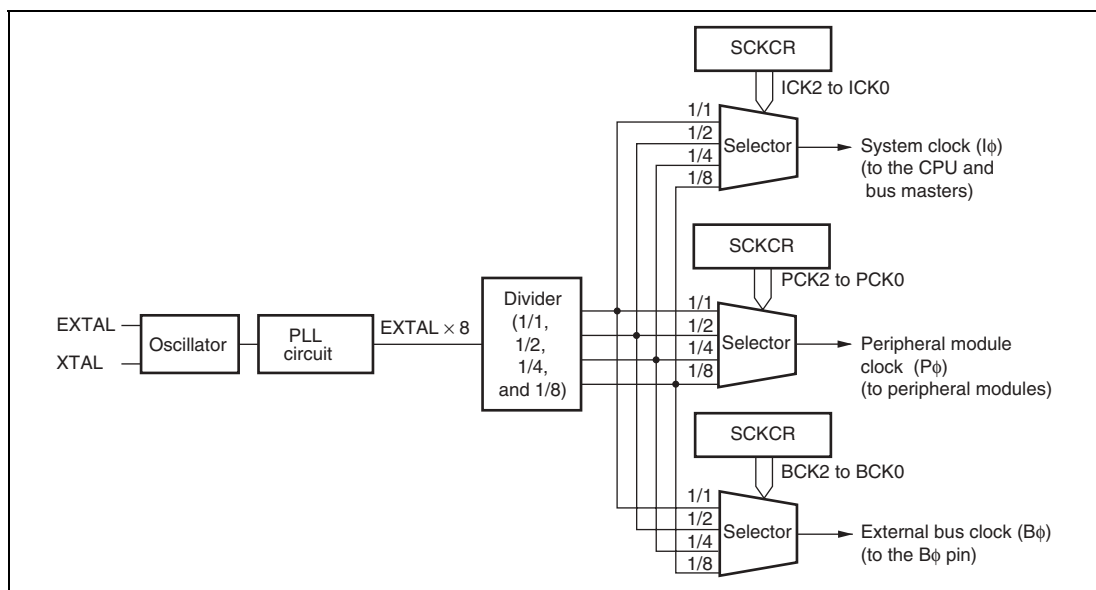 SCKCR
ICK2 to ICK0
1/1
1/2
1/4
1/8
Selector
System clock (Iϕ)
(to the CPU and
bus masters)
SCKCR
PCK2 to PCK0
EXTAL
XTAL
Oscillator
PLL
circuit
EXTAL × 8
Divider
(1/1,
1/2,
1/4,
and 1/8)
1/1
1/2
1/4
1/8
Selector
Peripheral module
clock (Pϕ)
(to peripheral modules)
SCKCR
BCK2 to BCK0
1/1
1/2
1/4
1/8
Selector
External bus clock (Bϕ)
(to the Bϕ pin)